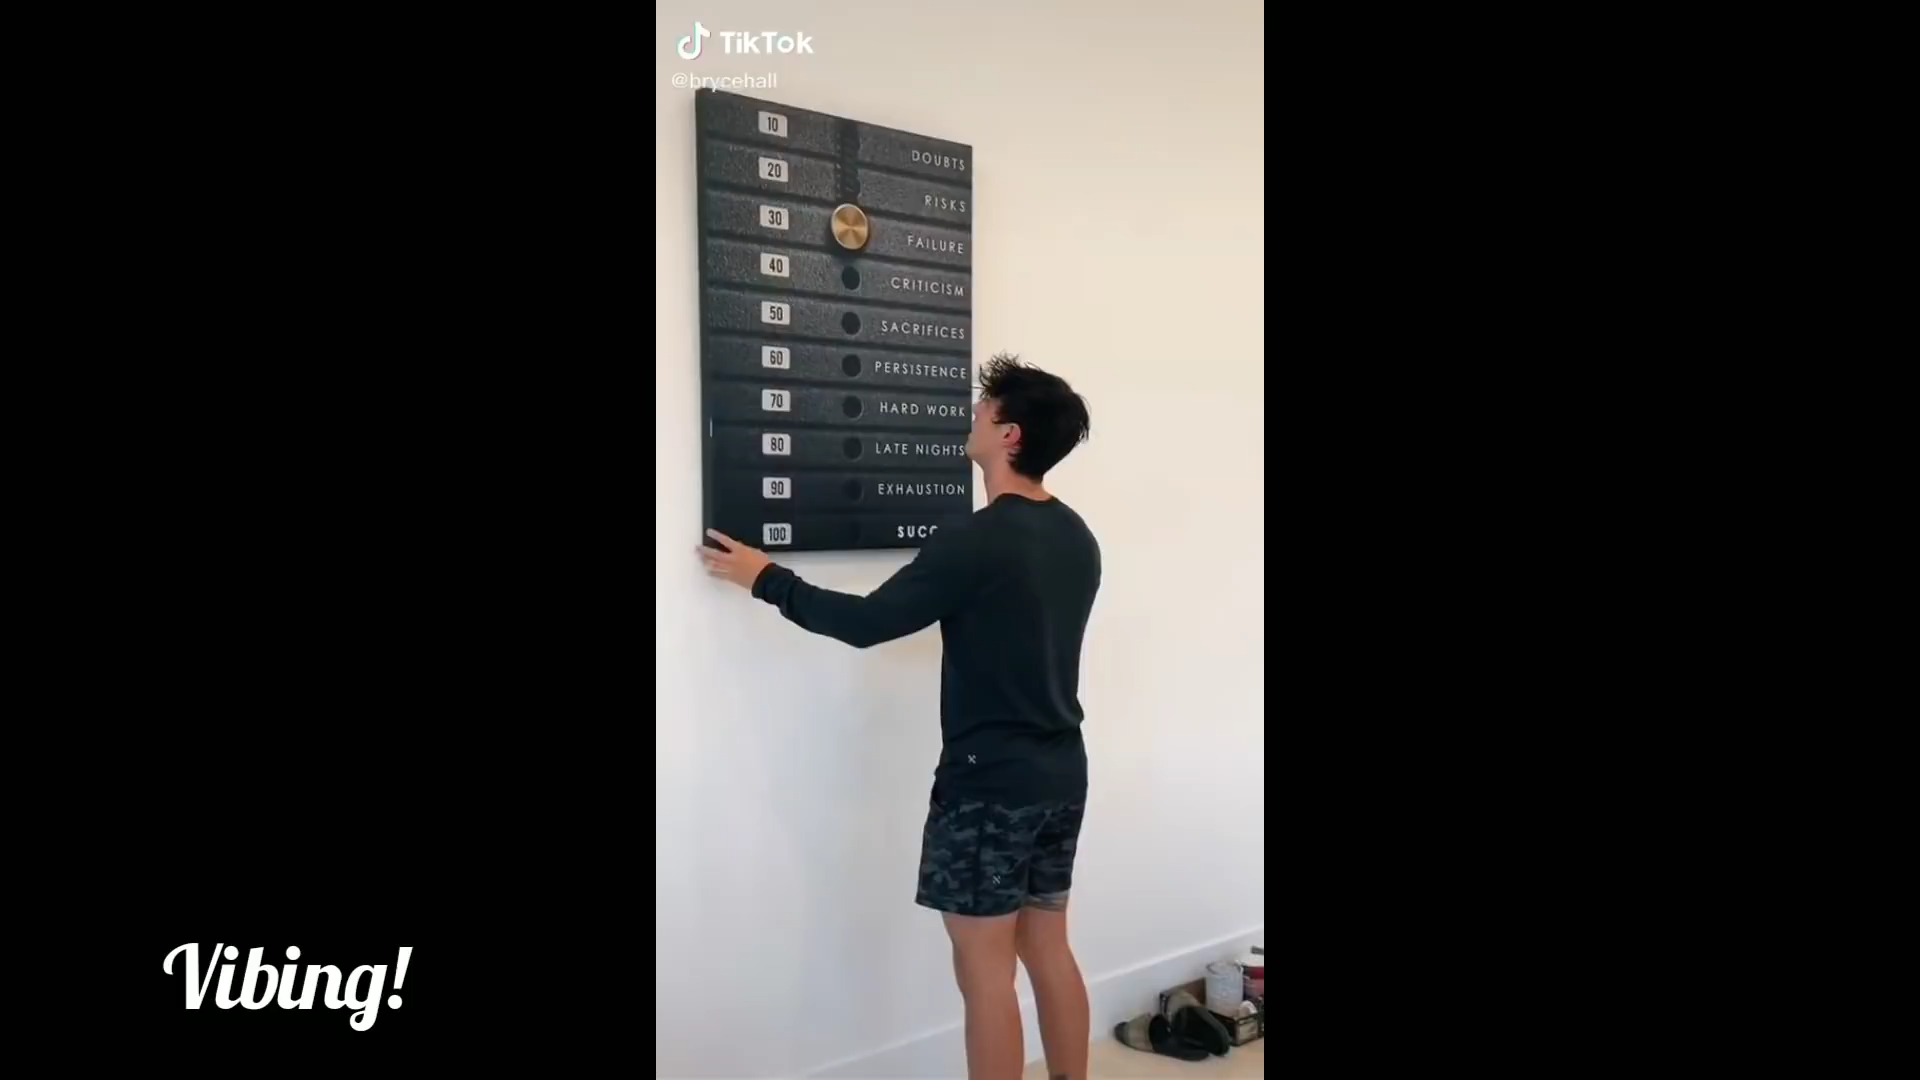 TikTok
@brycehall
10
DOUBTS
20
RISKS
30
FAILURE
40
CRITICISM
50
SACRIFICES
60
PERSISTENCE
70
HARD WORK
80
LATE NIGHTS
90
EXHAUSTION
100
SUCC
Vibing!